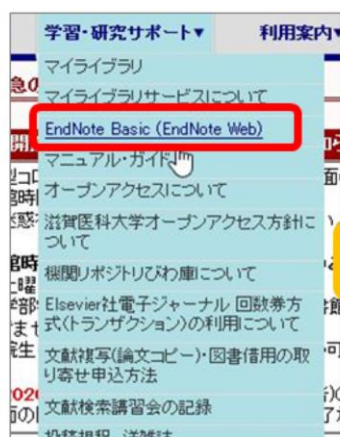 学習・研究サポート▼ 利用案内▼
マイライブラリ
マイライブラリサービスについて
EndNote Basic (EndNote Web)
マニュアル・ガイド
オープンアクセスについて
滋賀医科大学オープンアクセス方針に
ついて
機関リポジトリびわ庫について
Elsevier社電子ジャーナル 回数券方
式(トランザクション)の利用について
文献複写(論文コピー)・図書借用の取
り寄せ申込方法
文献検索講習会の記録